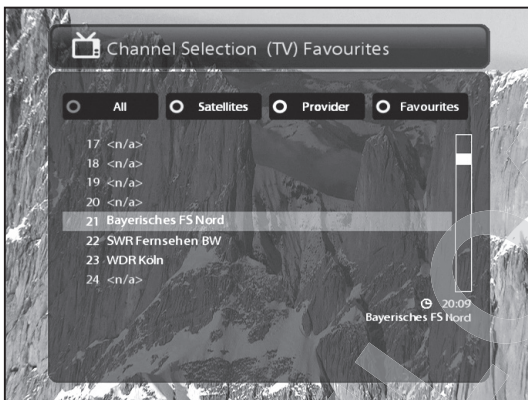 Channel Selection (TV) Favourites
All Satellites Provider Favourites
17 <n/a>
18 <n/a>
19 <n/a>
20 <n/a>
21 Bayerisches FS Nord
22 SWR Fernsehen BW
23 WDR Köln
24 <n/a>
20:09
Bayerisches FS Nord